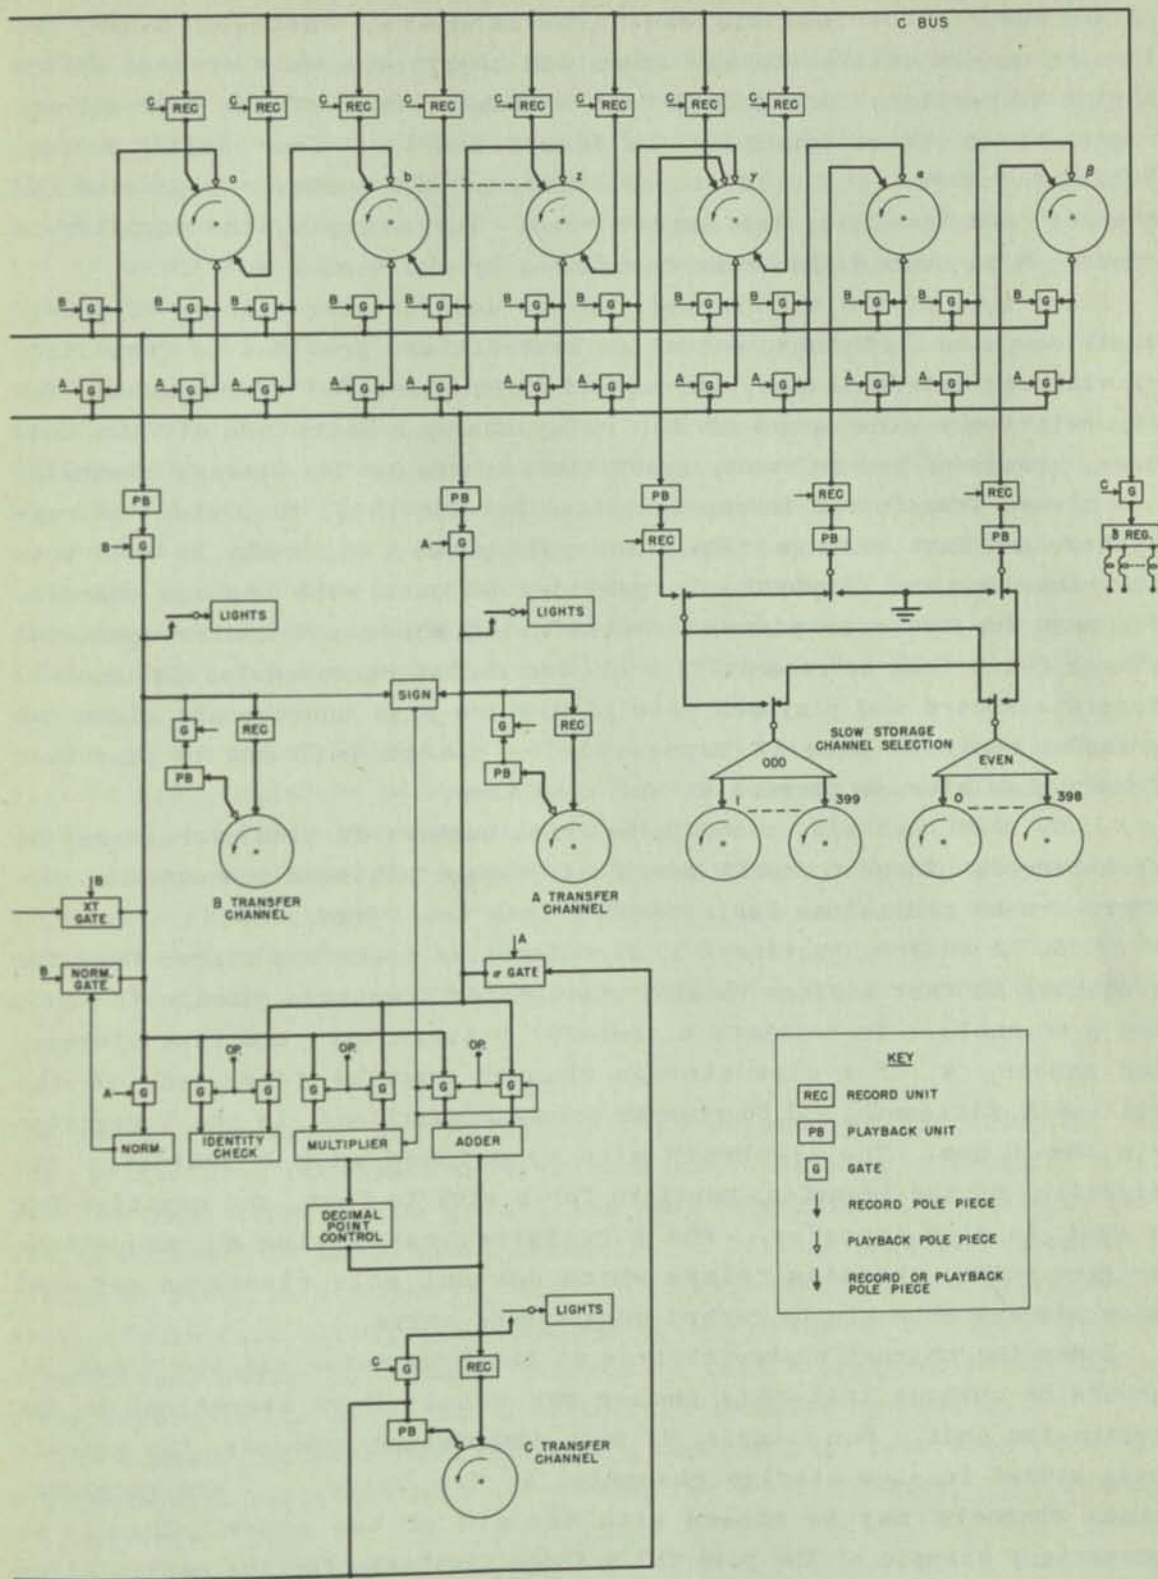 C BUS
C REC C REC C REC C REC C REC C REC C REC C REC
a b z γ α β
B G B G B G B G B G B G B G B G B G B G B G B G B G
A G A G A G A G A G A G A G A G A G A G A G A G A G
PB PB PB REC REC C G
B G A G REC PB PB δ REG.
LIGHTS LIGHTS
SIGN
G REC G REC
PB PB
SLOW STORAGE
CHANNEL SELECTION
ODD EVEN
1 399 0 398
B TRANSFER
CHANNEL
A TRANSFER
CHANNEL
B
XT
GATE
A
B NORM.
GATE
GATE
OP. OP. OP.
A G G G G G G G
NORM. IDENTITY
CHECK MULTIPLIER ADDER
DECIMAL
POINT
CONTROL
LIGHTS
C G REC
PB
C TRANSFER
CHANNEL
KEY
REC RECORD UNIT
PB PLAYBACK UNIT
G GATE
RECORD POLE PIECE
PLAYBACK POLE PIECE
RECORD OR PLAYBACK
POLE PIECE